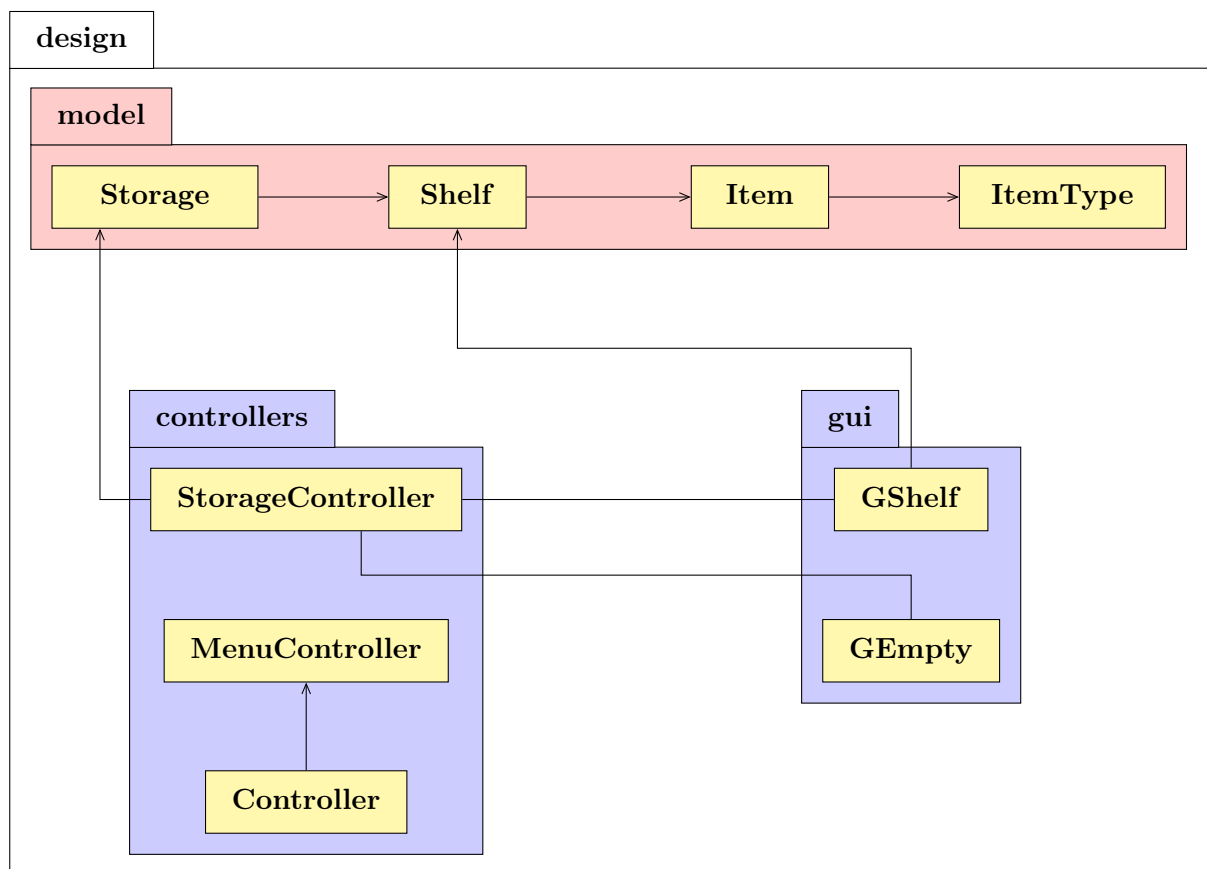 design
model
Storage
Shelf
Item
ItemType
controllers
gui
StorageController
GShelf
MenuController
GEmpty
Controller